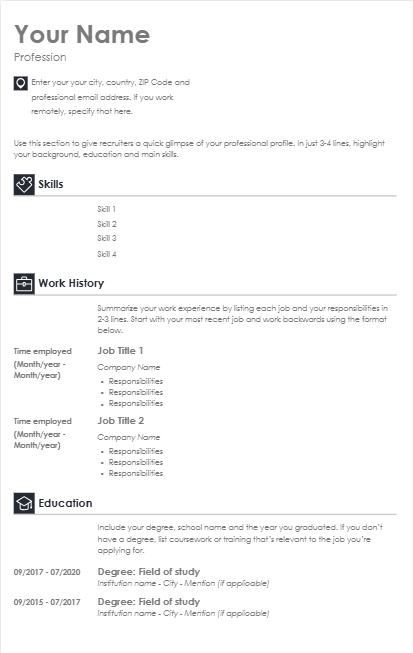 Your Name
Profession
Enter your your city, country, ZIP Code and
professional email address. If you work
remotely, specify that here.
Use this section to give recruiters a quick glimpse of your professional profile. In just 3-4 lines, highlight
your background, education and main skills.
Skills
Skill 1
Skill 2
Skill 3
Skill 4
Work History
Summarize your work experience by listing each job and your responsibilities in
2-3 lines. Start with your most recent job and work backwards using the format
below.
Time employed
(Month/year -
Month/year)
Job Title 1
Company Name
• Responsibilities
• Responsibilities
• Responsibilities
Time employed
(Month/year -
Month/year)
Job Title 2
Company Name
• Responsibilities
• Responsibilities
• Responsibilities
Education
Include your degree, school name and the year you graduated. If you don't
have a degree, list coursework or training that's relevant to the job you're
applying for.
09/2017 - 07/2020 Degree: Field of study
Institution name - City - Mention (if applicable)
09/2015 - 07/2017 Degree: Field of study
Institution name - City - Mention (if applicable)